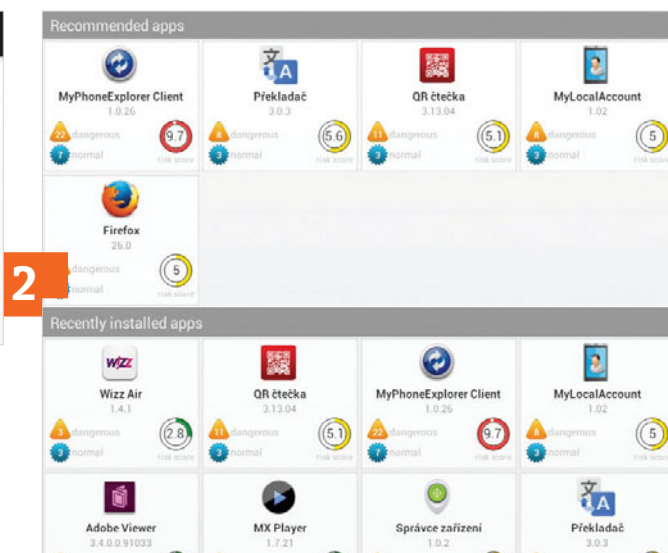 Recommended apps
MyPhoneExplorer Client
1.0.26
22 dangerous
7 normal
9.7
risk score
Překladač
3.0.3
8 dangerous
3 normal
5.6
risk score
QR čtečka
3.13.04
11 dangerous
3 normal
5.1
risk score
MyLocalAccount
1.02
8 dangerous
3 normal
5
risk score
Firefox
26.0
dangerous
normal
5
risk score
2
Recently installed apps
W!ZZ
Wizz Air
1.4.1
3 dangerous
3 normal
2.8
risk score
QR čtečka
3.13.04
11 dangerous
3 normal
5.1
risk score
MyPhoneExplorer Client
1.0.26
22 dangerous
7 normal
9.7
risk score
MyLocalAccount
1.02
8 dangerous
3 normal
5
risk score
Adobe Viewer
3.4.0.0.91033
MX Player
1.7.21
Správce zařízení
1.0.2
Překladač
3.0.3